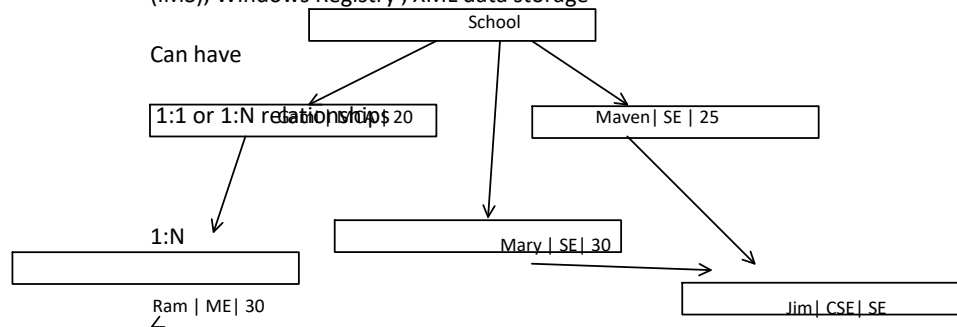 (IMS), Windows Registry , XML data storage
School
Can have
1:1 or 1:N relationships
20
Maven| SE | 25
1:N
Mary | SE| 30
Ram | ME| 30
Jim| CSE| SE